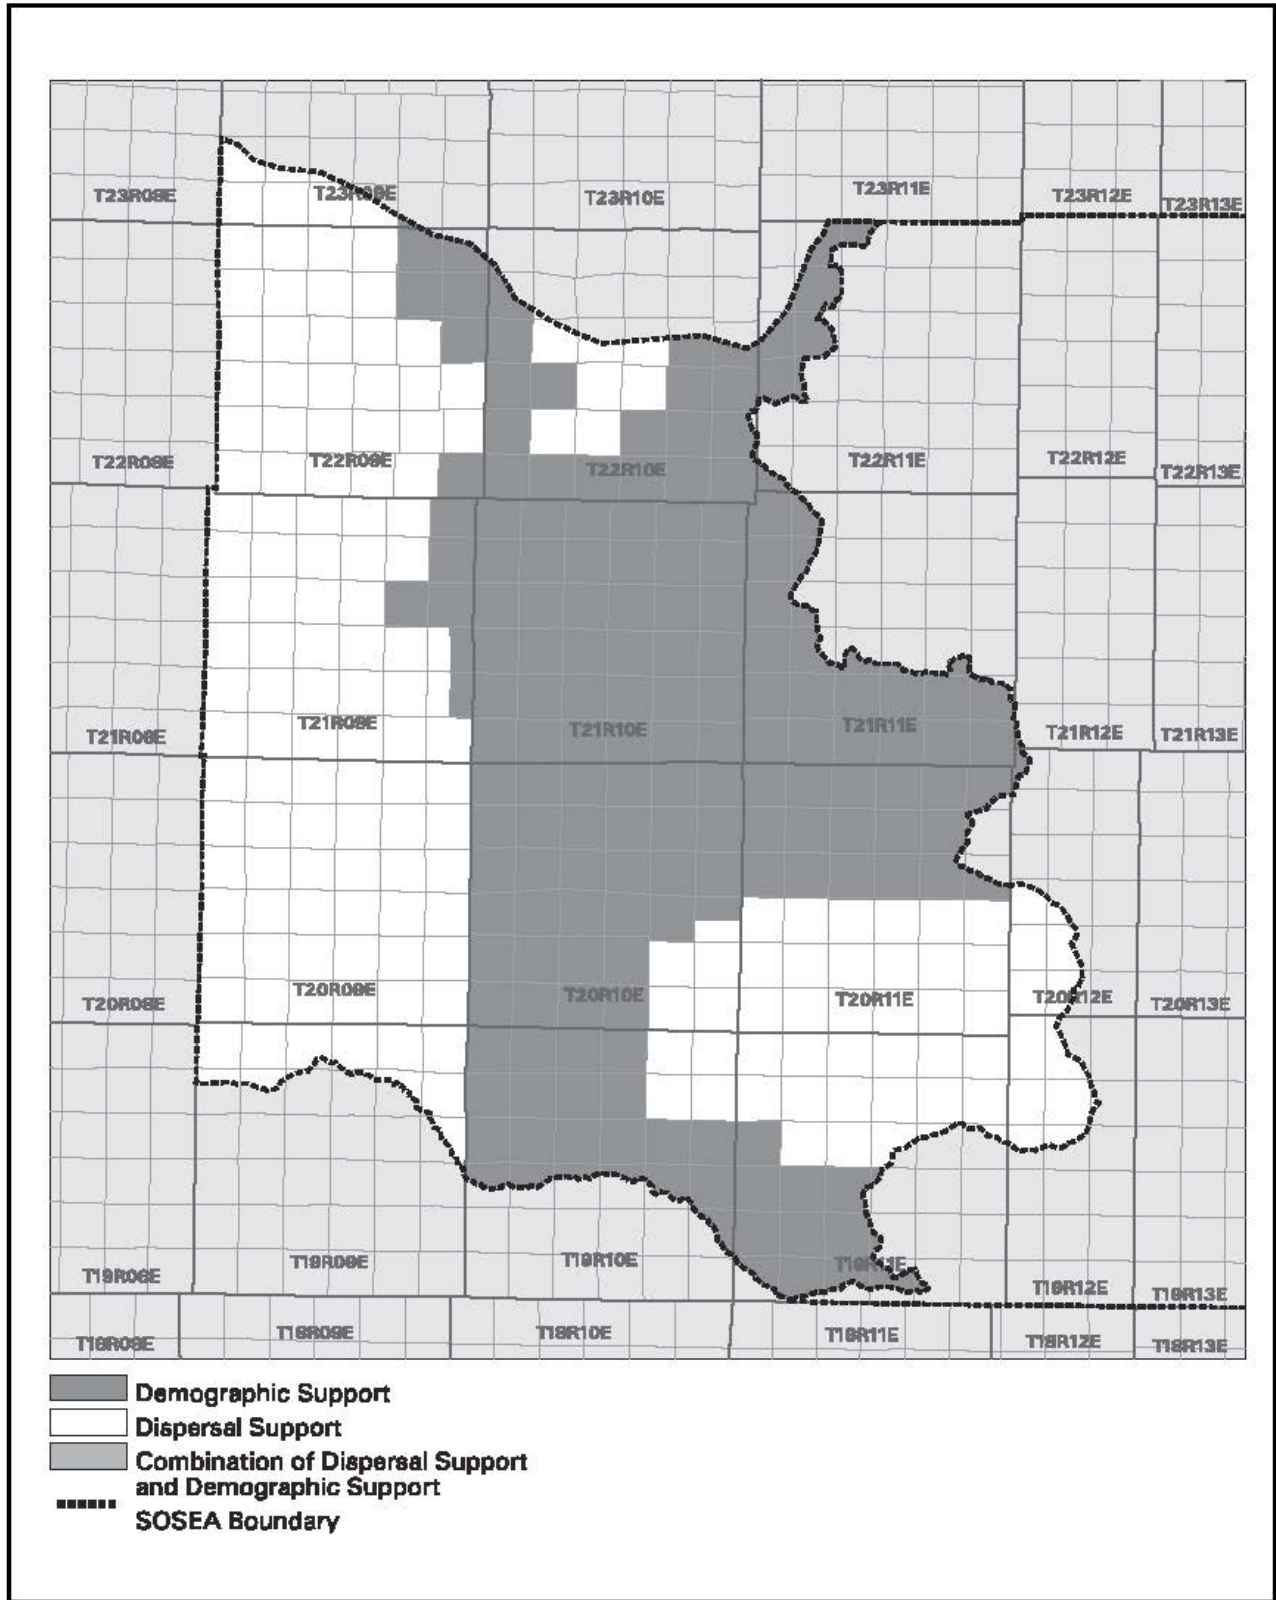 T23R08E
T23R09E
T23R10E
T23R11E
T23R12E
T23R13E
T22R08E
T22R09E
T22R10E
T22R11E
T22R12E
T22R13E
T21R08E
T21R09E
T21R10E
T21R11E
T21R12E
T21R13E
T20R08E
T20R09E
T20R10E
T20R11E
T20R12E
T20R13E
T19R08E
T19R09E
T19R10E
T19R11E
T19R12E
T19R13E
T18R08E
T18R09E
T18R10E
T18R11E
T18R12E
T18R13E
Demographic Support
Dispersal Support
Combination of Dispersal Support
and Demographic Support
SOSEA Boundary